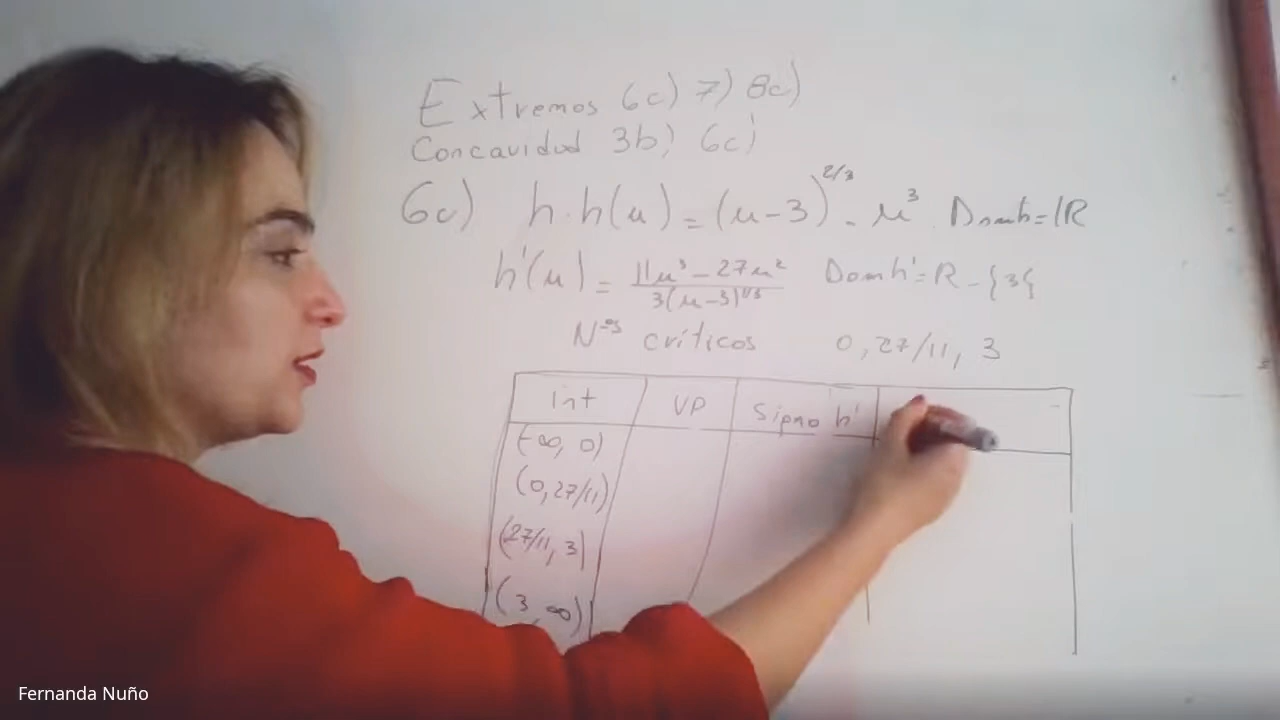 Extremos 6c) 7) 8c)
Concavidad 3b) 6c)
6c) h. h(u) = (u-3)^2/3 . u^3 . Dom h = IR
h'(u) = 11u^3 - 27u^2 / 3(u-3)^1/3 Dom h' = R - {3}
N^os críticos 0, 27/11, 3
int VP Signo h'
(-∞, 0)
(0, 27/11)
(27/11, 3)
(3, ∞)
Fernanda Nuño